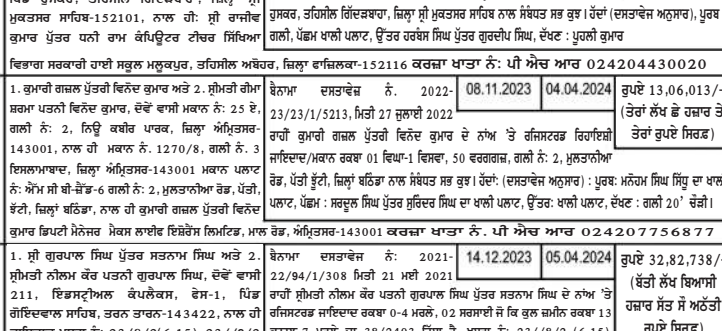 ਮੁਕਤਸਰ ਸਾਹਿਬ-152101, ਨਾਲ ਹੀ: ਸ੍ਰੀ ਰਾਜੀਵ
ਕੁਮਾਰ ਪੁੱਤਰ ਧਨੀ ਰਾਮ ਕੰਪਿਊਟਰ ਟੀਚਰ ਸਿੱਖਿਆ
ਹੁਸਕਰ, ਤਹਿਸੀਲ ਗਿੱਦੜਬਾਹਾ, ਜ਼ਿਲ੍ਹਾ ਸ੍ਰੀ ਮੁਕਤਸਰ ਸਾਹਿਬ ਨਾਲ ਸੰਬੰਧਤ ਸਭ ਕੁਝ। ਹੱਦਾਂ (ਦਸਤਾਵੇਜ ਅਨੁਸਾਰ), ਪੂਰਬ
ਗਲੀ, ਪੱਛਮ ਖਾਲੀ ਪਲਾਟ, ਉੱਤਰ ਹਰਬੰਸ ਸਿੰਘ ਪੁੱਤਰ ਗੁਰਦੀਪ ਸਿੰਘ, ਦੱਖਣ : ਪੂਹਲੀ ਕੁਮਾਰ
ਵਿਭਾਗ ਸਰਕਾਰੀ ਹਾਈ ਸਕੂਲ ਮਲੂਕਪੁਰ, ਤਹਿਸੀਲ ਅਬੋਹਰ, ਜ਼ਿਲ੍ਹਾ ਫਾਜ਼ਿਲਕਾ-152116 ਕਰਜ਼ਾ ਖਾਤਾ ਨੰ: ਪੀ ਐਚ ਆਰ 024204430020
1. ਕੁਮਾਰੀ ਗਜ਼ਲ ਪੁੱਤਰੀ ਵਿਨੋਦ ਕੁਮਾਰ ਅਤੇ 2. ਸ੍ਰੀਮਤੀ ਰੀਮਾ
ਸ਼ਰਮਾ ਪਤਨੀ ਵਿਨੋਦ ਕੁਮਾਰ, ਦੋਵੇਂ ਵਾਸੀ ਮਕਾਨ ਨੰ: 25 ਏ,
ਗਲੀ ਨੰ: 2, ਨਿਊ ਕਬੀਰ ਪਾਰਕ, ਜ਼ਿਲ੍ਹਾ ਅੰਮ੍ਰਿਤਸਰ-
143001, ਨਾਲ ਹੀ ਮਕਾਨ ਨੰ. 1270/8, ਗਲੀ ਨੰ. 3
ਇਸਲਾਮਾਬਾਦ, ਜ਼ਿਲ੍ਹਾ ਅੰਮ੍ਰਿਤਸਰ-143001 ਮਕਾਨ ਪਲਾਟ
ਨੰ: ਐੱਮ ਸੀ ਬੀ-ਜ਼ੈੱਡ-6 ਗਲੀ ਨੰ: 2, ਮੁਲਤਾਨੀਆ ਰੋਡ, ਪੱਤੀ,
ਝੁੱਟੀ, ਜ਼ਿਲ੍ਹਾਂ ਬਠਿੰਡਾ, ਨਾਲ ਹੀ ਕੁਮਾਰੀ ਗਜ਼ਲ ਪੁੱਤਰੀ ਵਿਨੋਦ
ਬੈਨਾਮਾ ਦਸਤਾਵੇਜ਼ ਨੰ. 2022-
23/23/1/5213, ਮਿਤੀ 27 ਜੁਲਾਈ 2022
ਰਾਹੀਂ ਕੁਮਾਰੀ ਗਜ਼ਲ ਪੁੱਤਰੀ ਵਿਨੋਦ ਕੁਮਾਰ ਦੇ ਨਾਂਅ 'ਤੇ ਰਜਿਸਟਰਡ ਰਿਹਾਇਸ਼ੀ
ਜਾਇਦਾਦ/ਮਕਾਨ ਰਕਬਾ 01 ਵਿਘਾ-1 ਵਿਸਵਾ, 50 ਵਰਗਗਜ਼, ਗਲੀ ਨੰ: 2, ਮੁਲਤਾਨੀਆ
ਰੋਡ, ਪੱਤੀ ਝੁੱਟੀ, ਜ਼ਿਲ੍ਹਾਂ ਬਠਿੰਡਾ ਨਾਲ ਸੰਬੰਧਤ ਸਭ ਕੁਝ। ਹੱਦਾਂ: (ਦਸਤਾਵੇਜ ਅਨੁਸਾਰ) : ਪੂਰਬ: ਮਨੋਹਮ ਸਿੰਘ ਸਿੱਧੂ ਦਾ ਖਾਲੀ
ਪਲਾਟ, ਪੱਛਮ : ਸਰਦੂਲ ਸਿੰਘ ਪੁੱਤਰ ਸੁਰਿੰਦਰ ਸਿੰਘ ਦਾ ਖਾਲੀ ਪਲਾਟ, ਉੱਤਰ: ਖਾਲੀ ਪਲਾਟ, ਦੱਖਣ : ਗਲੀ 20' ਚੌੜੀ।
08.11.2023
04.04.2024
ਰੁਪਏ 13,06,013/-
(ਤੇਰਾਂ ਲੱਖ ਛੇ ਹਜ਼ਾਰ ਤੇ
ਤੇਰਾਂ ਰੁਪਏ ਸਿਰਫ਼)
ਕੁਮਾਰ ਡਿਪਟੀ ਮੈਨੇਜਰ ਮੈਕਸ ਲਾਈਫ ਇਸ਼ੋਰੈਂਸ ਲਿਮਟਿਡ, ਮਾਲ ਰੋਡ, ਅੰਮ੍ਰਿਤਸਰ-143001 ਕਰਜ਼ਾ ਖਾਤਾ ਨੰ. ਪੀ ਐਚ ਆਰ 024207756877
1. ਸ੍ਰੀ ਗੁਰਪਾਲ ਸਿੰਘ ਪੁੱਤਰ ਸਤਨਾਮ ਸਿੰਘ ਅਤੇ 2.
ਸ੍ਰੀਮਤੀ ਨੀਲਮ ਕੌਰ ਪਤਨੀ ਗੁਰਪਾਲ ਸਿੰਘ, ਦੋਵੇਂ ਵਾਸੀ
211, ਇੰਡਸਟ੍ਰੀਅਲ ਕੰਪਲੈਕਸ, ਫੇਸ-1, ਪਿੰਡ
ਗੋਇੰਦਵਾਲ ਸਾਹਿਬ, ਤਰਨ ਤਾਰਨ-143422, ਨਾਲ ਹੀ
ਬੈਨਾਮਾ ਦਸਤਾਵੇਜ਼ ਨੰ: 2021-
22/94/1/308 ਮਿਤੀ 21 ਮਈ 2021
ਰਾਹੀਂ ਸ੍ਰੀਮਤੀ ਨੀਲਮ ਕੌਰ ਪਤਨੀ ਗੁਰਪਾਲ ਸਿੰਘ ਪੁੱਤਰ ਸਤਨਾਮ ਸਿੰਘ ਦੇ ਨਾਂਅ 'ਤੇ
ਰਜਿਸਟਰਡ ਜਾਇਦਾਦ ਰਕਬਾ 0-4 ਮਰਲੇ, 02 ਸਰਸਾਈ ਜੋ ਕਿ ਕੁਲ ਜ਼ਮੀਨ ਰਕਬਾ 13
14.12.2023
05.04.2024
ਰੁਪਏ 32,82,738/-
(ਬੱਤੀ ਲੱਖ ਬਿਆਸੀ
ਹਜ਼ਾਰ ਸੱਤ ਸੌ ਅਠੱਤੀ
ਰੁਪਏ ਸਿਰਫ਼)